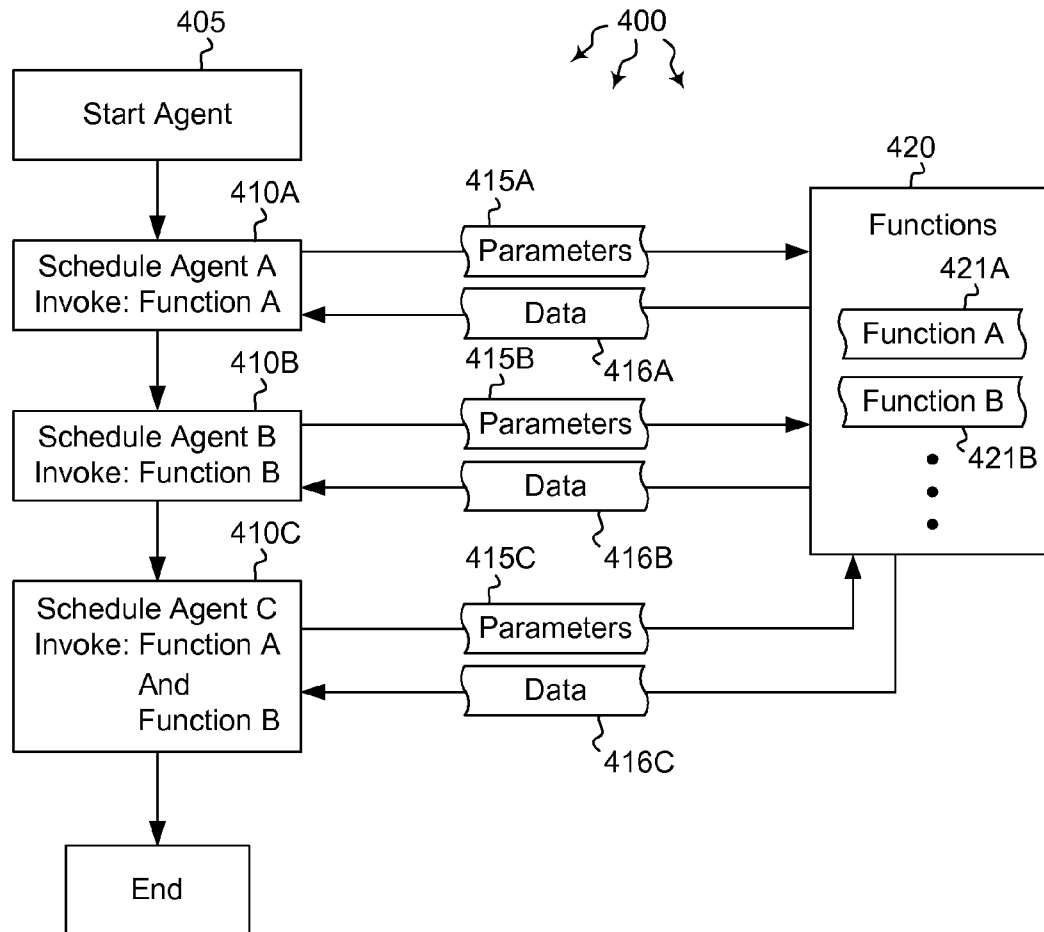 405
400
Start Agent
420
Functions
410A
415A
Schedule Agent A
Invoke: Function A
Parameters
Data
416A
421A
Function A
Function B
421B
410B
415B
Schedule Agent B
Invoke: Function B
Parameters
Data
416B
410C
415C
Schedule Agent C
Invoke: Function A
And
Function B
Parameters
Data
416C
End